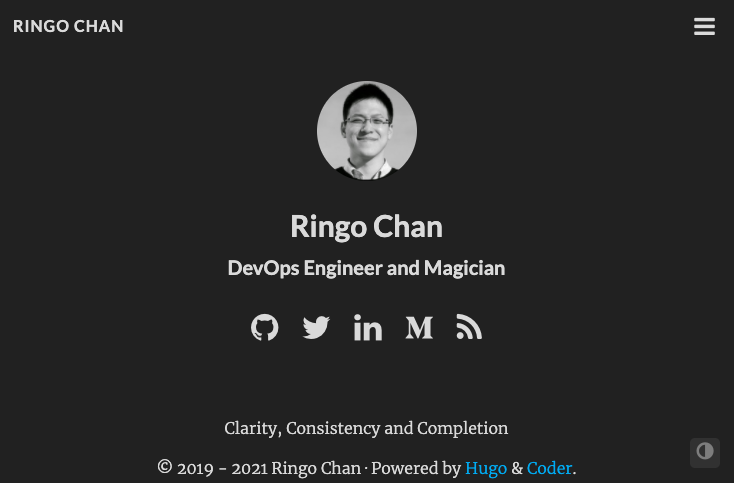 RINGO CHAN
Ringo Chan
DevOps Engineer and Magician
Clarity, Consistency and Completion
© 2019 - 2021 Ringo Chan · Powered by Hugo & Coder.